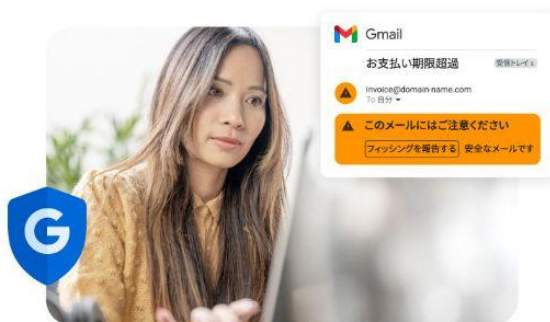 Gmail
お支払い期限超過
受信トレイ x
invoice@domain-name.com
To 自分
このメールにはご注意ください
フィッシングを報告する 安全なメールです
G